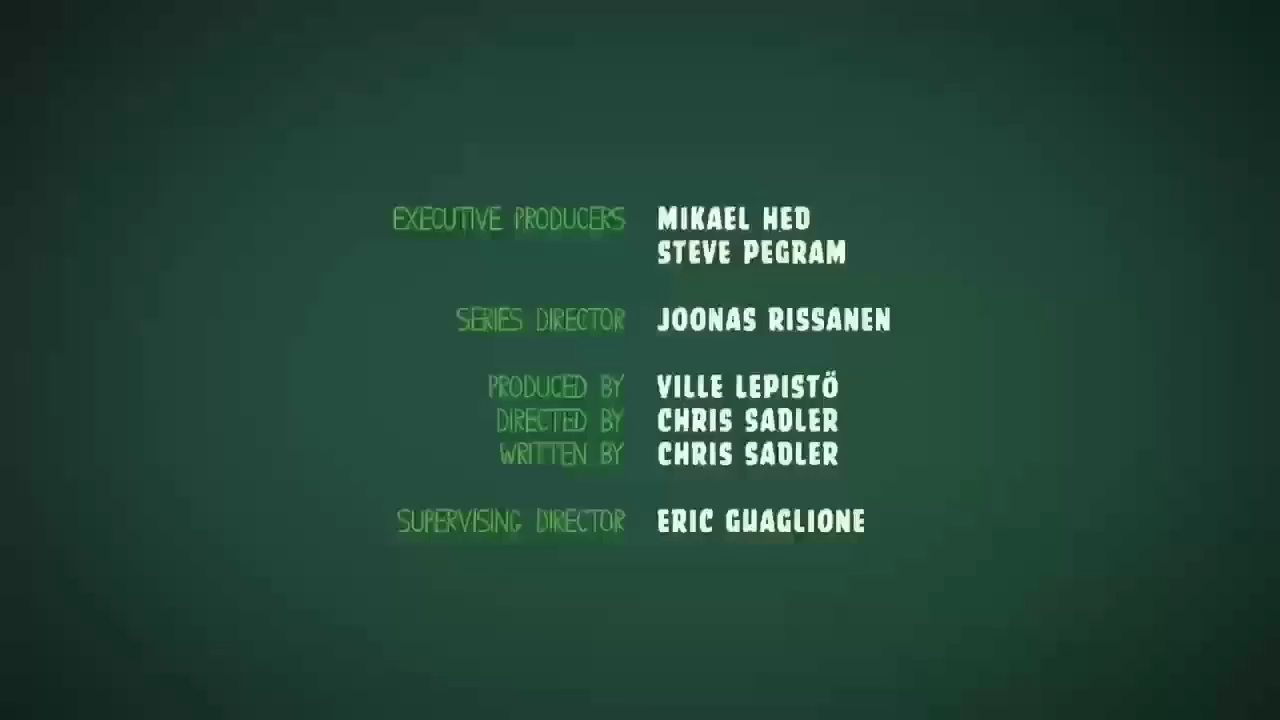 EXECUTIVE PRODUCERS MIKAEL HED
STEVE PEGRAM
SERIES DIRECTOR JOONAS RISSANEN
PRODUCED BY VILLE LEPISTÖ
DIRECTED BY CHRIS SADLER
WRITTEN BY CHRIS SADLER
SUPERVISING DIRECTOR ERIC GUAGLIONE